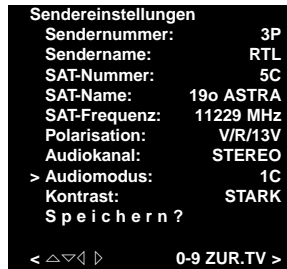 Sendereinstellungen
Sendernummer: 3P
Sendername: RTL
SAT-Nummer: 5C
SAT-Name: 19o ASTRA
SAT-Frequenz: 11229 MHz
Polarisation: V/R/13V
Audiokanal: STEREO
> Audiomodus: 1C
Kontrast: STARK
S p e i c h e r n ?
< △▽◁ ▷ 0-9 ZUR.TV >